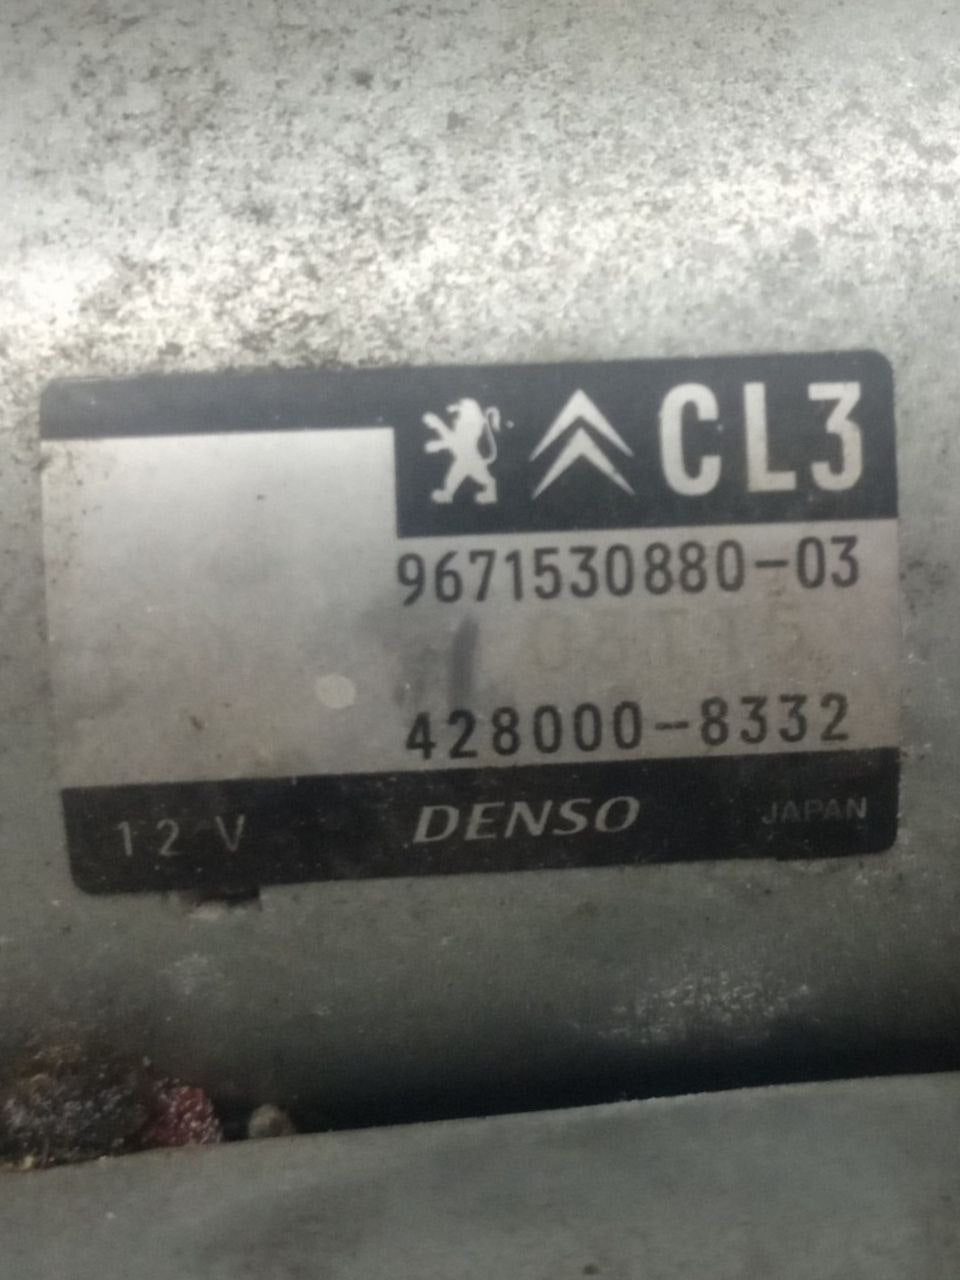 CL3
9671530880-03
428000-8332
12V DENSO JAPAN